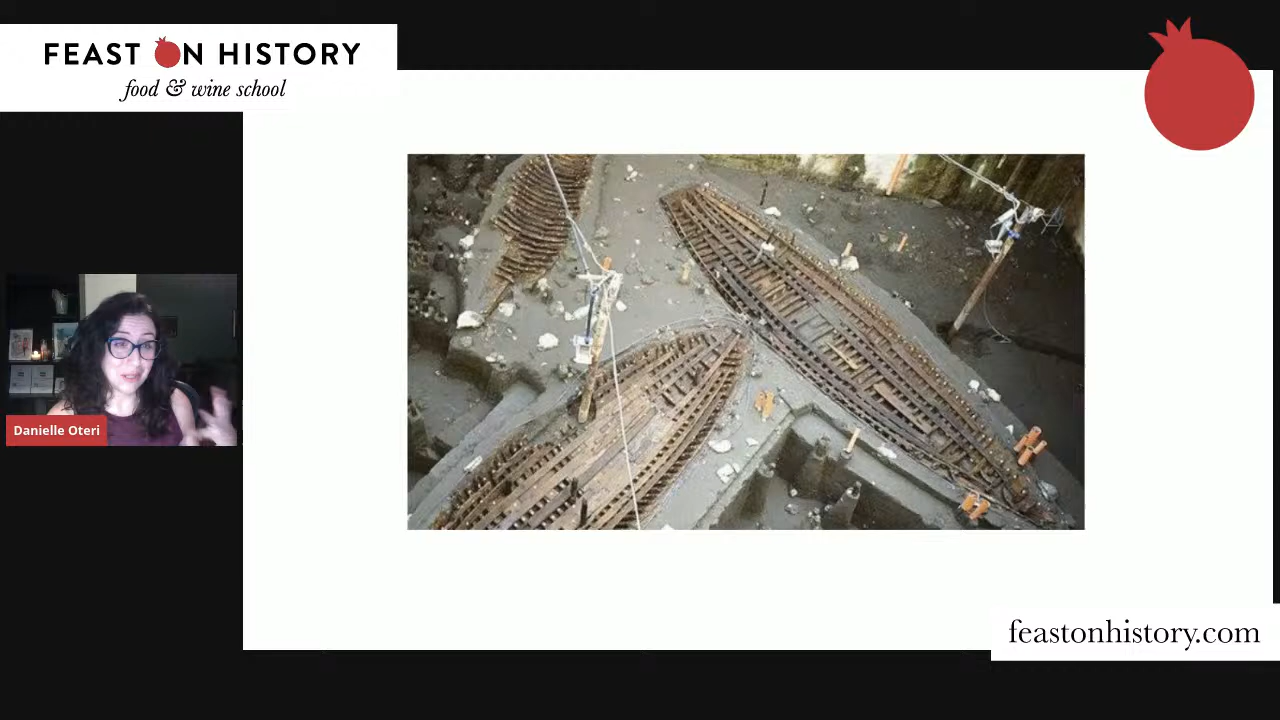 FEAST ON HISTORY
food & wine school
Danielle Oteri
feastonhistory.com